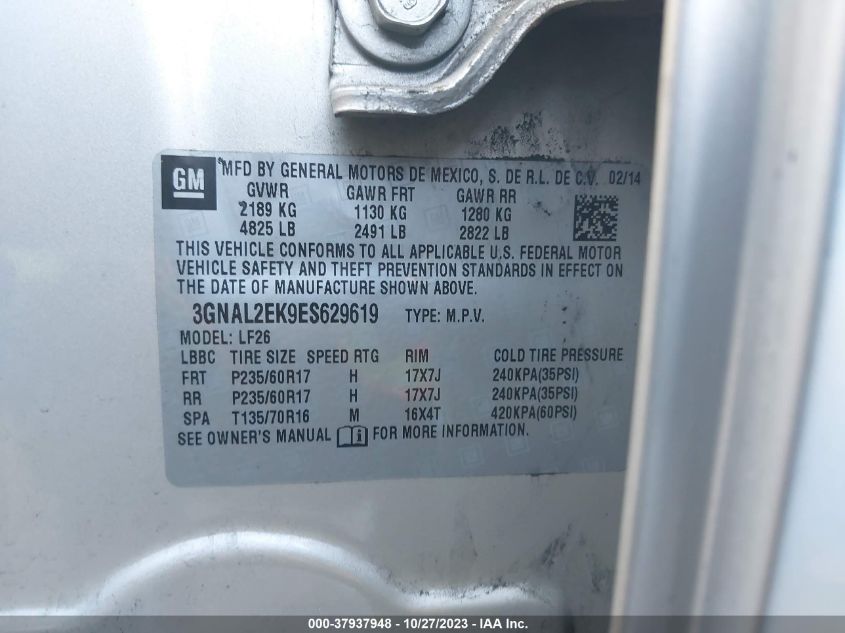 GM
MFD BY GENERAL MOTORS DE MEXICO, S. DE R.L. DE C.V. 02/14
GVWR GAWR FRT GAWR RR
2189 KG 1130 KG 1280 KG
4825 LB 2491 LB 2822 LB
THIS VEHICLE CONFORMS TO ALL APPLICABLE U.S. FEDERAL MOTOR
VEHICLE SAFETY AND THEFT PREVENTION STANDARDS IN EFFECT ON
THE DATE OF MANUFACTURE SHOWN ABOVE.
3GNAL2EK9ES629619 TYPE: M.P.V.
MODEL: LF26
LBBC TIRE SIZE SPEED RTG RIM COLD TIRE PRESSURE
FRT P235/60R17 H 17X7J 240KPA(35PSI)
RR P235/60R17 H 17X7J 240KPA(35PSI)
SPA T135/70R16 M 16X4T 420KPA(60PSI)
SEE OWNER'S MANUAL FOR MORE INFORMATION.
000-37937948 - 10/27/2023 - IAA Inc.